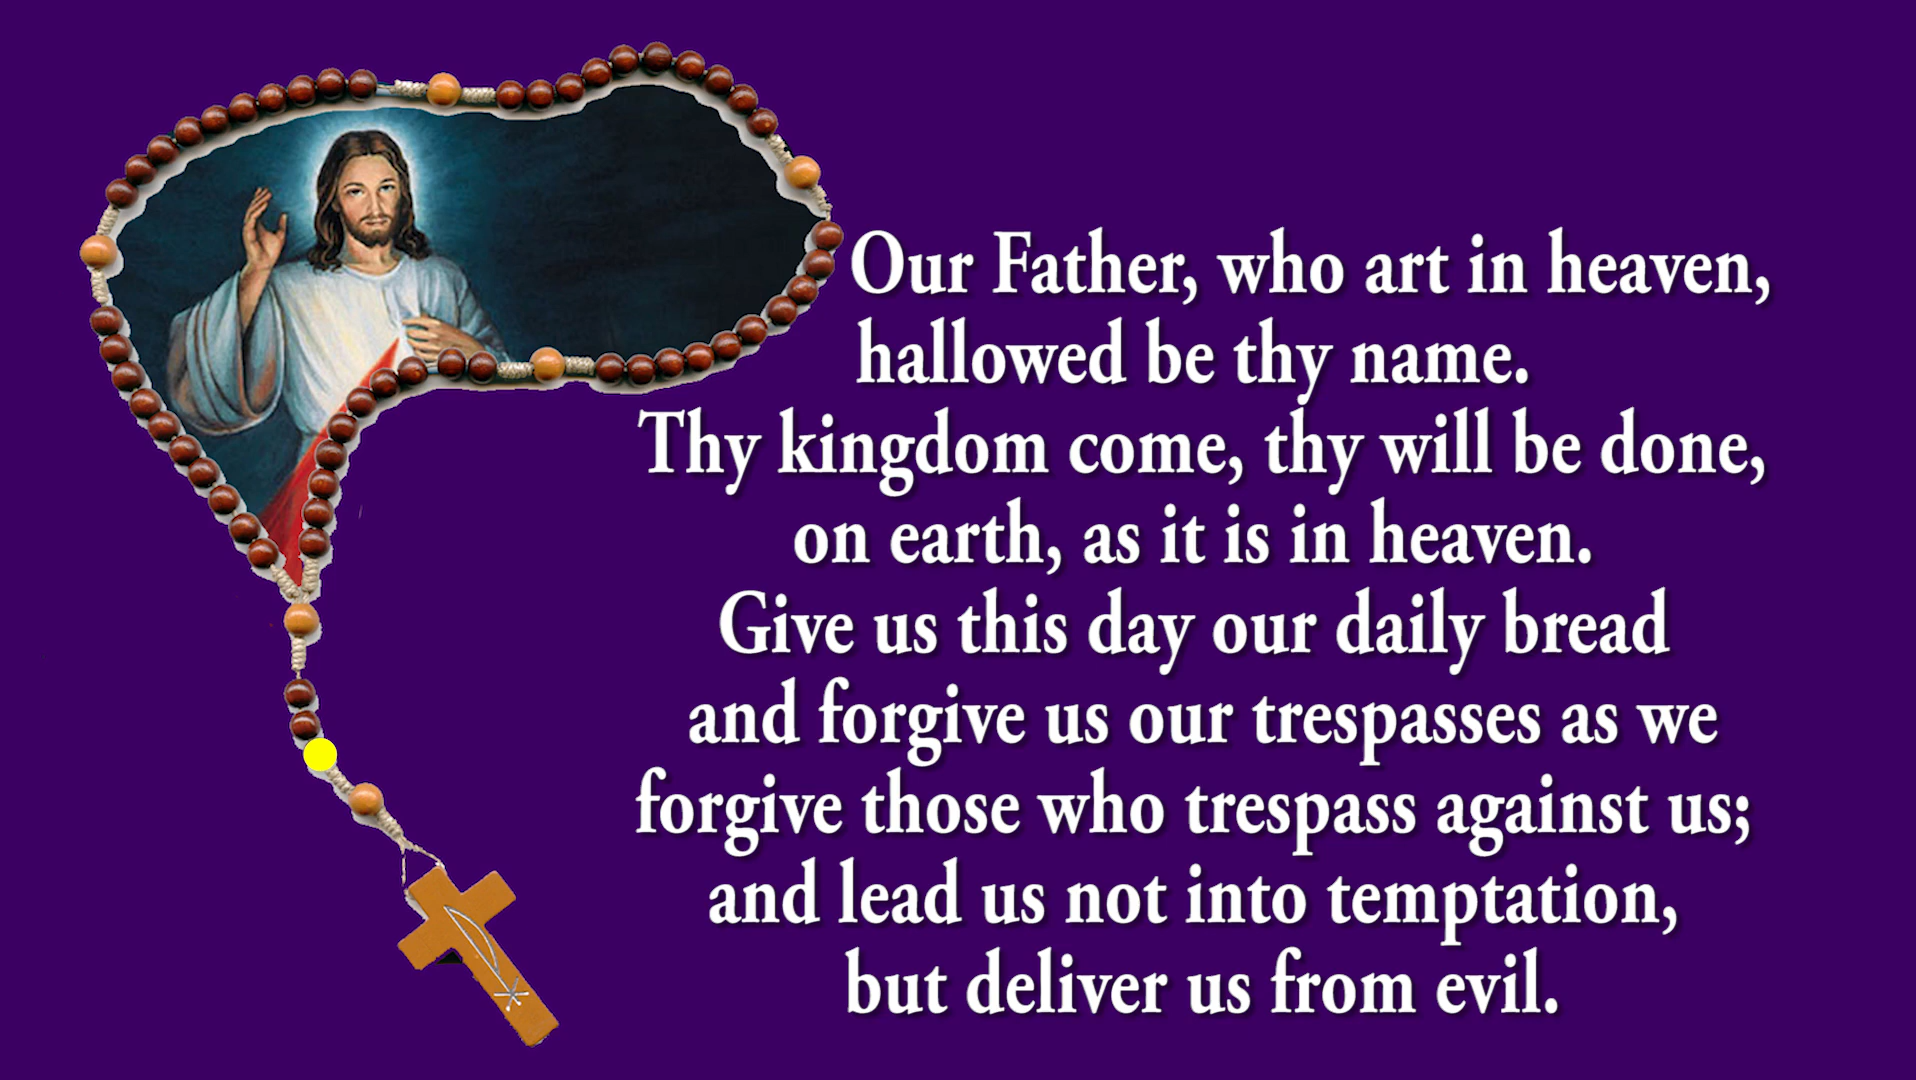 Our Father, who art in heaven,
hallowed be thy name.
Thy kingdom come, thy will be done,
on earth, as it is in heaven.
Give us this day our daily bread
and forgive us our trespasses as we
forgive those who trespass against us;
and lead us not into temptation,
but deliver us from evil.